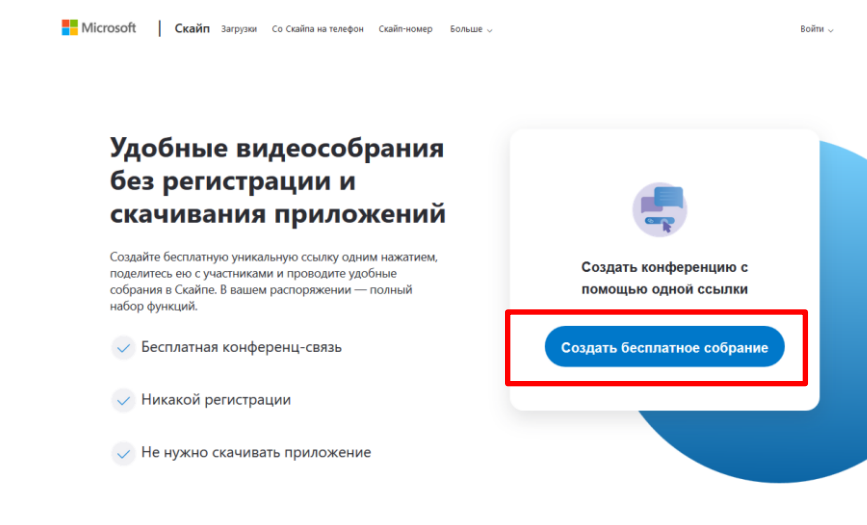 Microsoft Скайп Загрузки Со Скайпа на телефон Скайп-номер Больше Войти
Удобные видеособрания
без регистрации и
скачивания приложений
Создайте бесплатную уникальную ссылку одним нажатием,
поделитесь ею с участниками и проводите удобные
собрания в Скайпе. В вашем распоряжении — полный
набор функций.
Бесплатная конференц-связь
Никакой регистрации
Не нужно скачивать приложение
Создать конференцию с
помощью одной ссылки
Создать бесплатное собрание